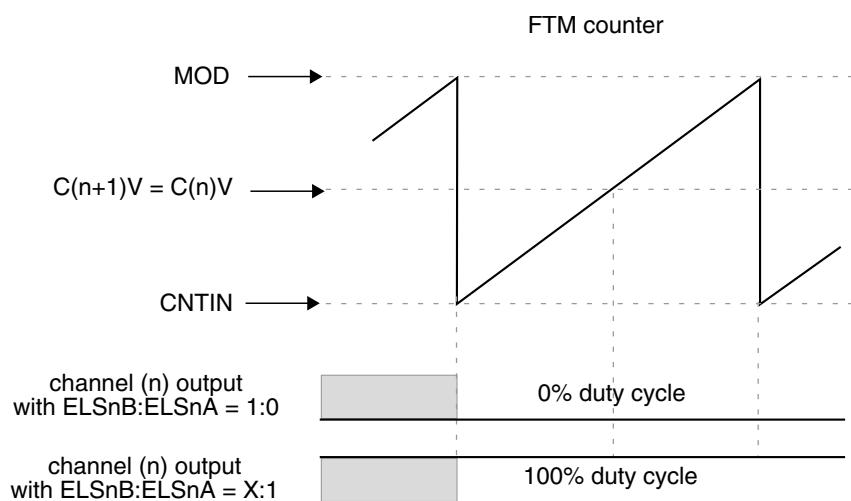 FTM counter
MOD
C(n+1)V = C(n)V
CNTIN
channel (n) output
with ELSnB:ELSnA = 1:0
0% duty cycle
channel (n) output
with ELSnB:ELSnA = X:1
100% duty cycle